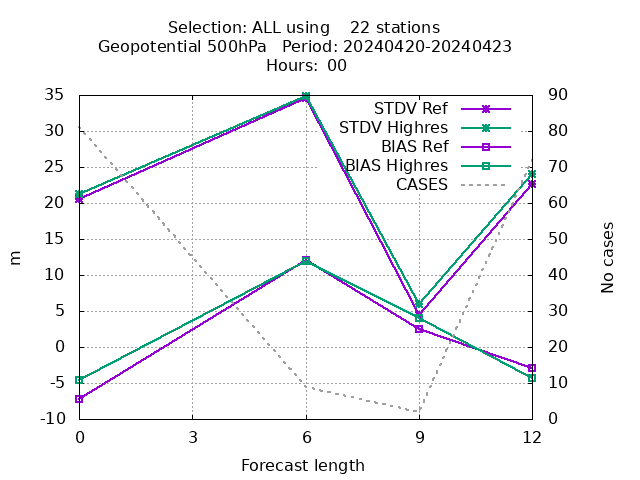 Selection: ALL using    22 stations
Geopotential 500hPa   Period: 20240420-20240423
Hours: 00
35
30
25
20
15
10
5
0
-5
-10
m
STDV Ref
STDV Highres
BIAS Ref
BIAS Highres
CASES
90
80
70
60
50
40
30
20
10
0
No cases
0 3 6 9 12
Forecast length